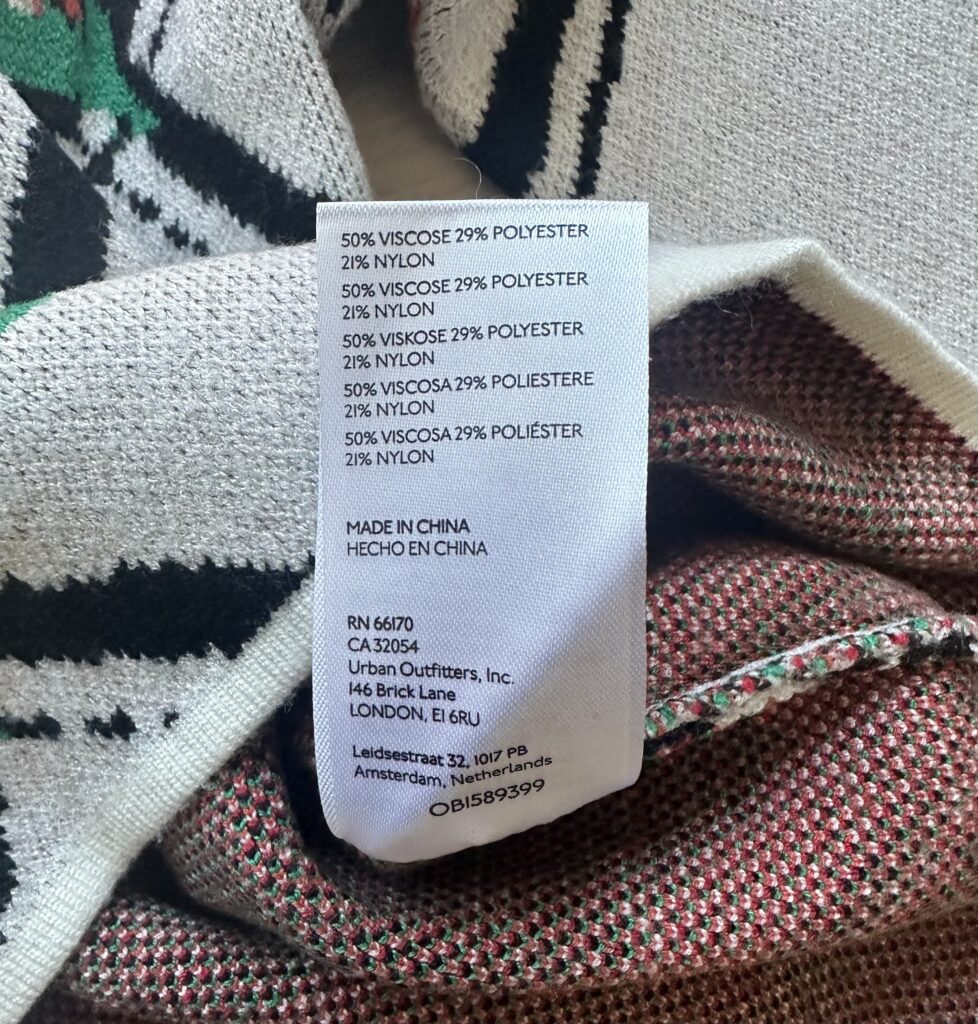 50% VISCOSE 29% POLYESTER
21% NYLON
50% VISCOSE 29% POLYESTER
21% NYLON
50% VISKOSE 29% POLYESTER
21% NYLON
50% VISCOSA 29% POLIESTERE
21% NYLON
50% VISCOSA 29% POLIÉSTER
21% NYLON
MADE IN CHINA
HECHO EN CHINA
RN 66170
CA 32054
Urban Outfitters, Inc.
146 Brick Lane
LONDON, E1 6RU
Leidsestraat 32, 1017 PB
Amsterdam, Netherlands
OB1589399